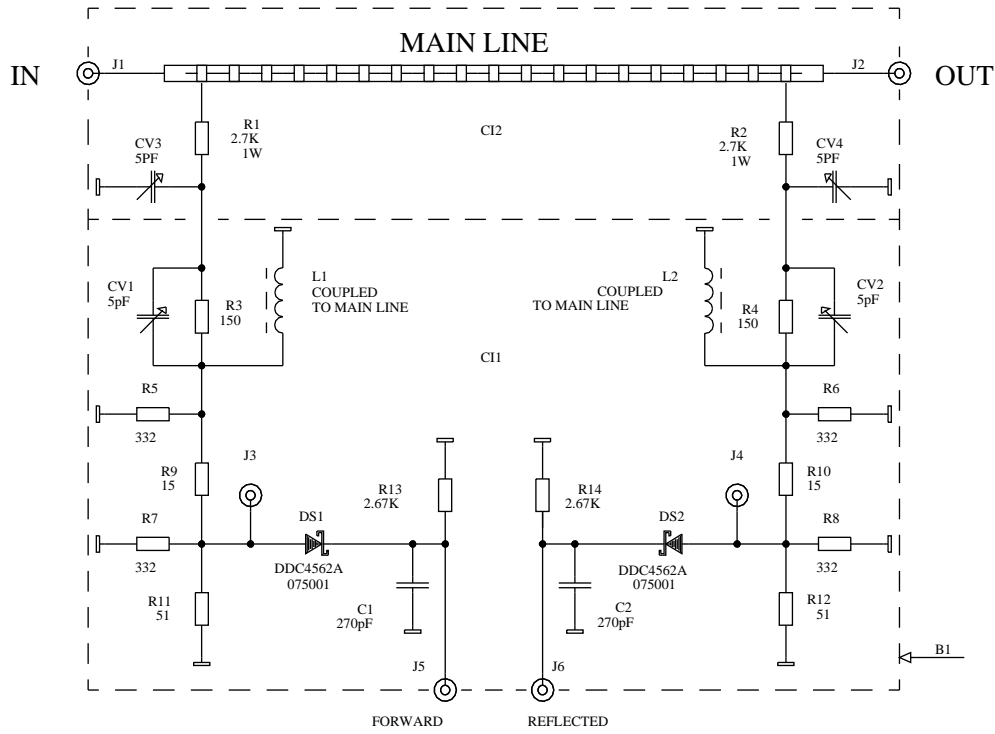 MAIN LINE
IN
J1
J2
OUT
R1
2.7K
1W
CI2
R2
2.7K
1W
CV3
5PF
CV4
5PF
CV1
5pF
R3
150
L1
COUPLED
TO MAIN LINE
L2
COUPLED
TO MAIN LINE
R4
150
CV2
5pF
CI1
R5
332
R6
332
R9
15
J3
R13
2.67K
R14
2.67K
J4
R10
15
R7
332
DS1
DDC4562A
075001
DS2
DDC4562A
075001
R8
332
R11
51
C1
270pF
C2
270pF
R12
51
J5
J6
B1
FORWARD
REFLECTED